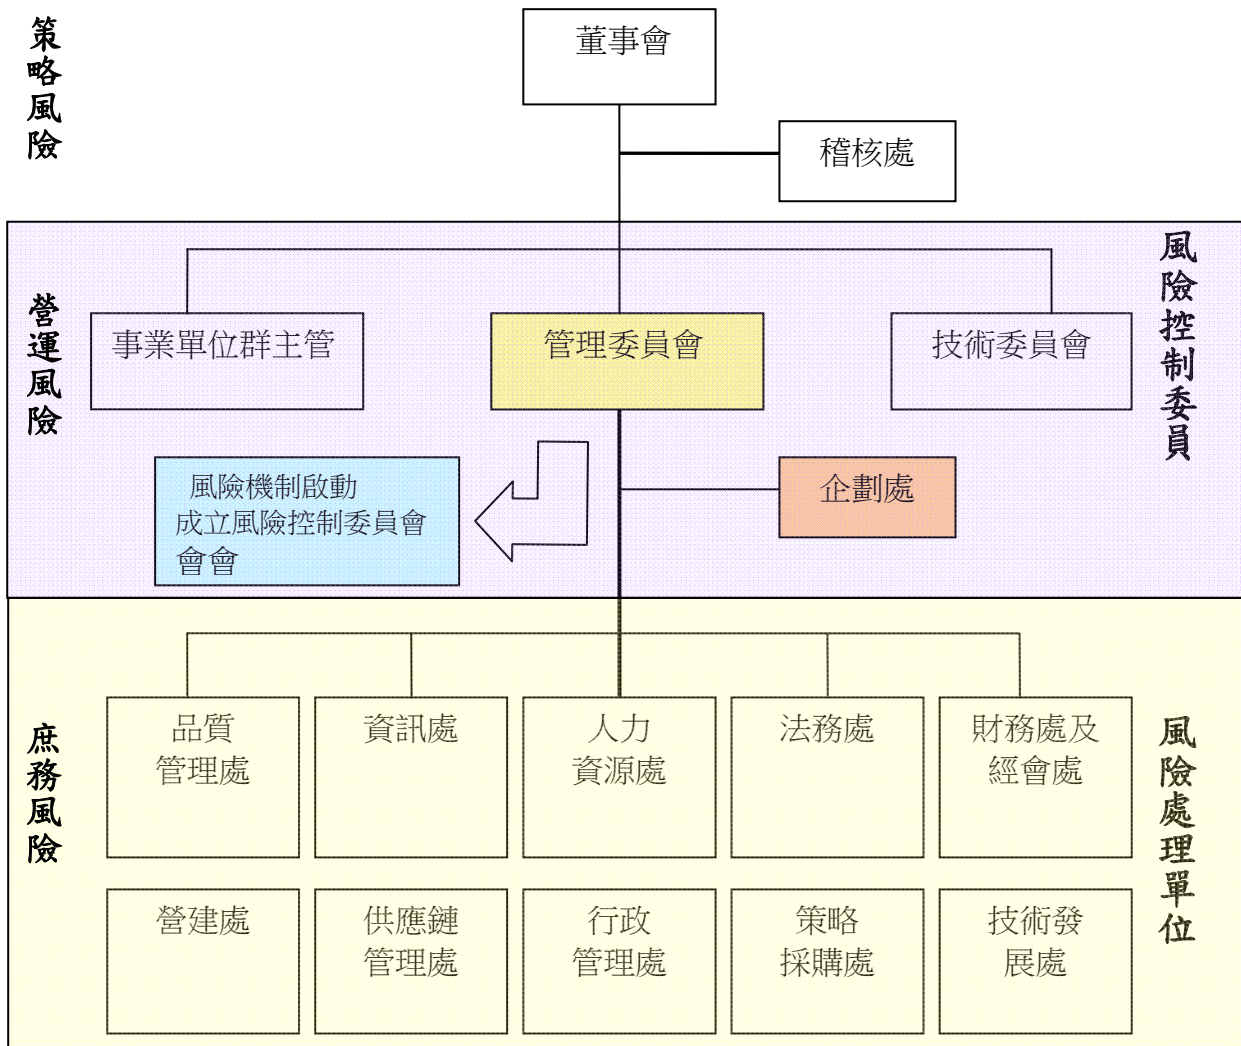 策略風險
董事會
稽核處
營運風險
風險控制委員
事業單位群主管
管理委員會
技術委員會
風險機制啟動
成立風險控制委員會
會會
企劃處
庶務風險
風險處理單位
品質
管理處
資訊處
人力
資源處
法務處
財務處及
經會處
營建處
供應鏈
管理處
行政
管理處
策略
採購處
技術發
展處